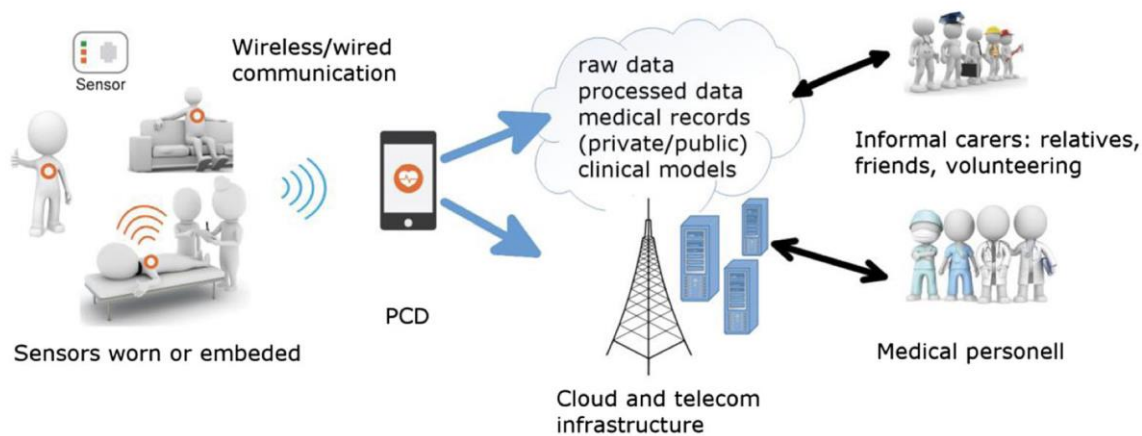 Sensor
Wireless/wired
communication
Sensors worn or embeded
PCD
raw data
processed data
medical records
(private/public)
clinical models
Cloud and telecom
infrastructure
Informal carers: relatives,
friends, volunteering
Medical personell